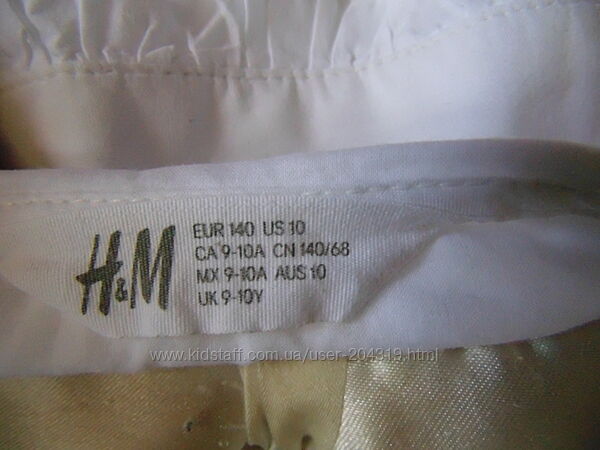 H&M
EUR 140 US 10
CA 9-10A CN 140/68
MX 9-10A AUS 10
UK 9-10Y
www.kidstaff.com.ua/user-204319.html